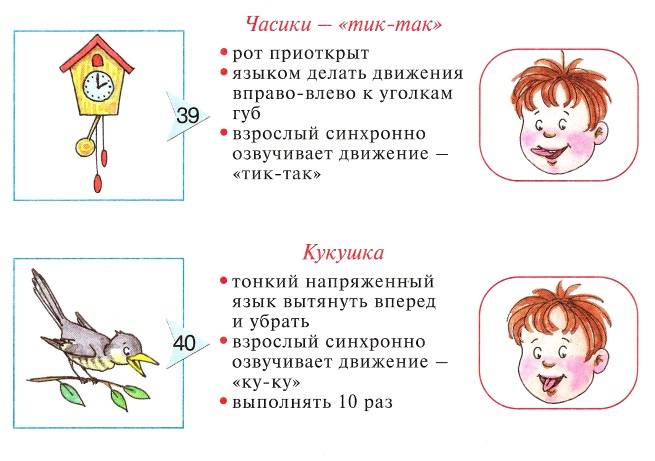 Часики – «тик-так»
• рот приоткрыт
• языком делать движения
вправо-влево к уголкам
губ
39
• взрослый синхронно
озвучивает движение –
«тик-так»
Кукушка
• тонкий напряженный
язык вытянуть вперед
и убрать
40
• взрослый синхронно
озвучивает движение –
«ку-ку»
• выполнять 10 раз